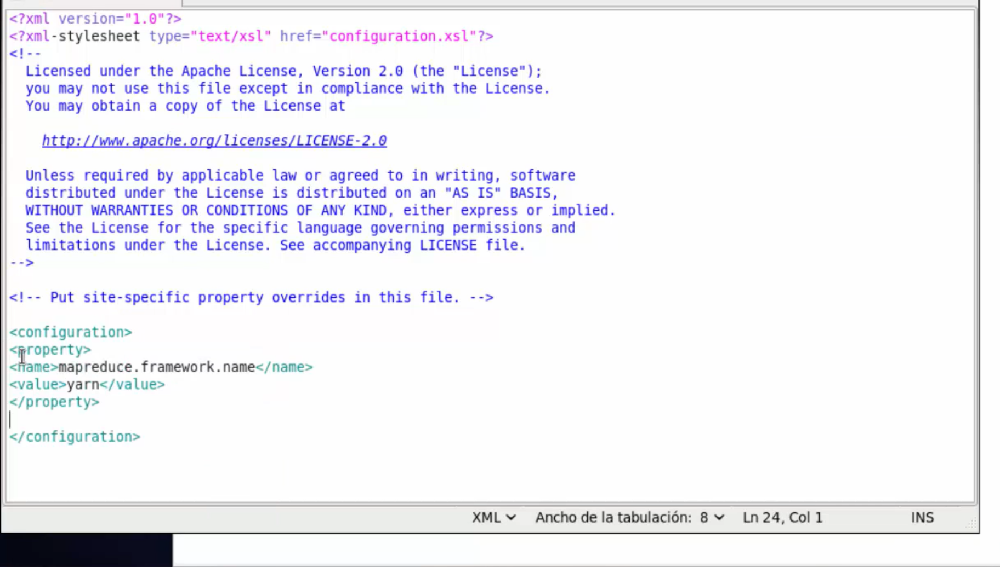 <?xml version="1.0"?>
<?xml-stylesheet type="text/xsl" href="configuration.xsl"?>
<!--
  Licensed under the Apache License, Version 2.0 (the "License");
  you may not use this file except in compliance with the License.
  You may obtain a copy of the License at

    http://www.apache.org/licenses/LICENSE-2.0

  Unless required by applicable law or agreed to in writing, software
  distributed under the License is distributed on an "AS IS" BASIS,
  WITHOUT WARRANTIES OR CONDITIONS OF ANY KIND, either express or implied.
  See the License for the specific language governing permissions and
  limitations under the License. See accompanying LICENSE file.
-->

<!-- Put site-specific property overrides in this file. -->

<configuration>
<property>
<name>mapreduce.framework.name</name>
<value>yarn</value>
</property>

</configuration>
XML Ancho de la tabulación: 8 Ln 24, Col 1 INS